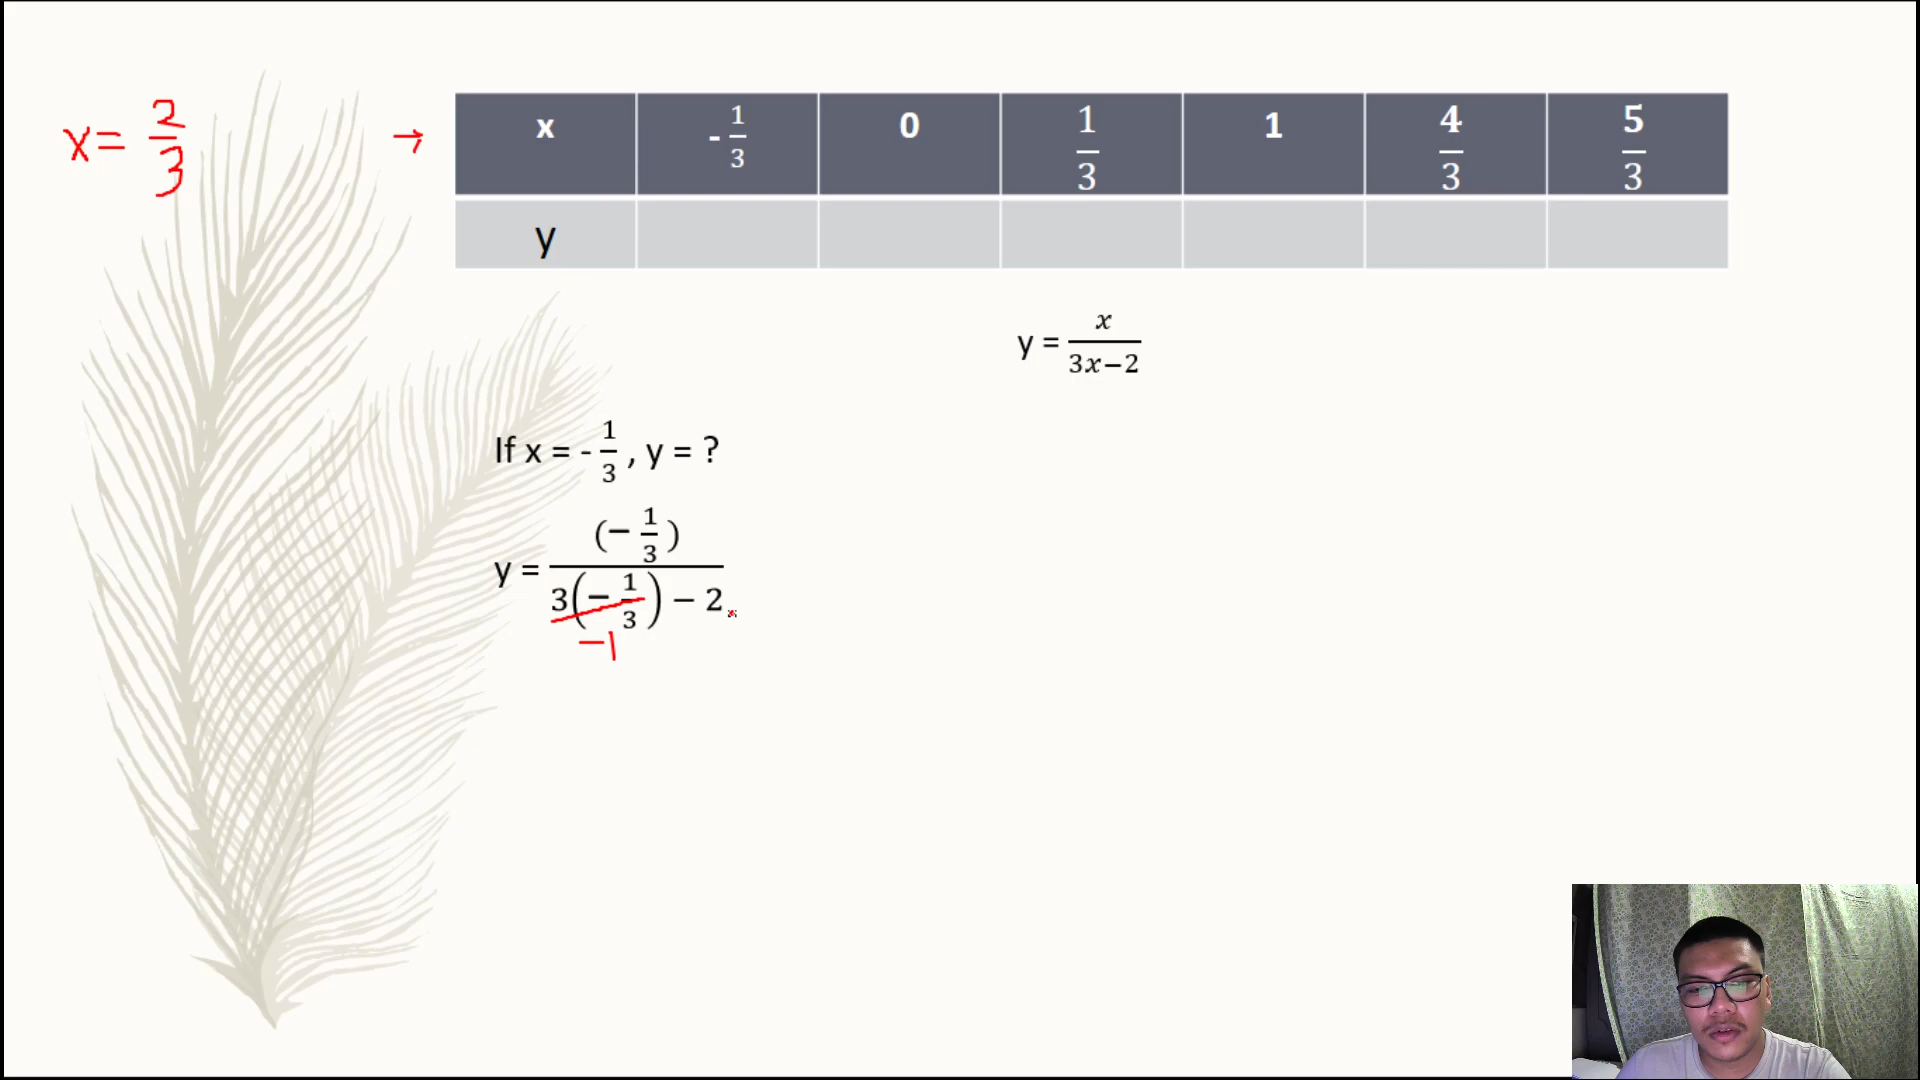 x = 2/3 → x -1/3 0 1/3 1 4/3 5/3
y
y = x/(3x−2)
If x = - 1/3 , y = ?
y = (− 1/3 ) / (3(− 1/3 ) − 2)
−1